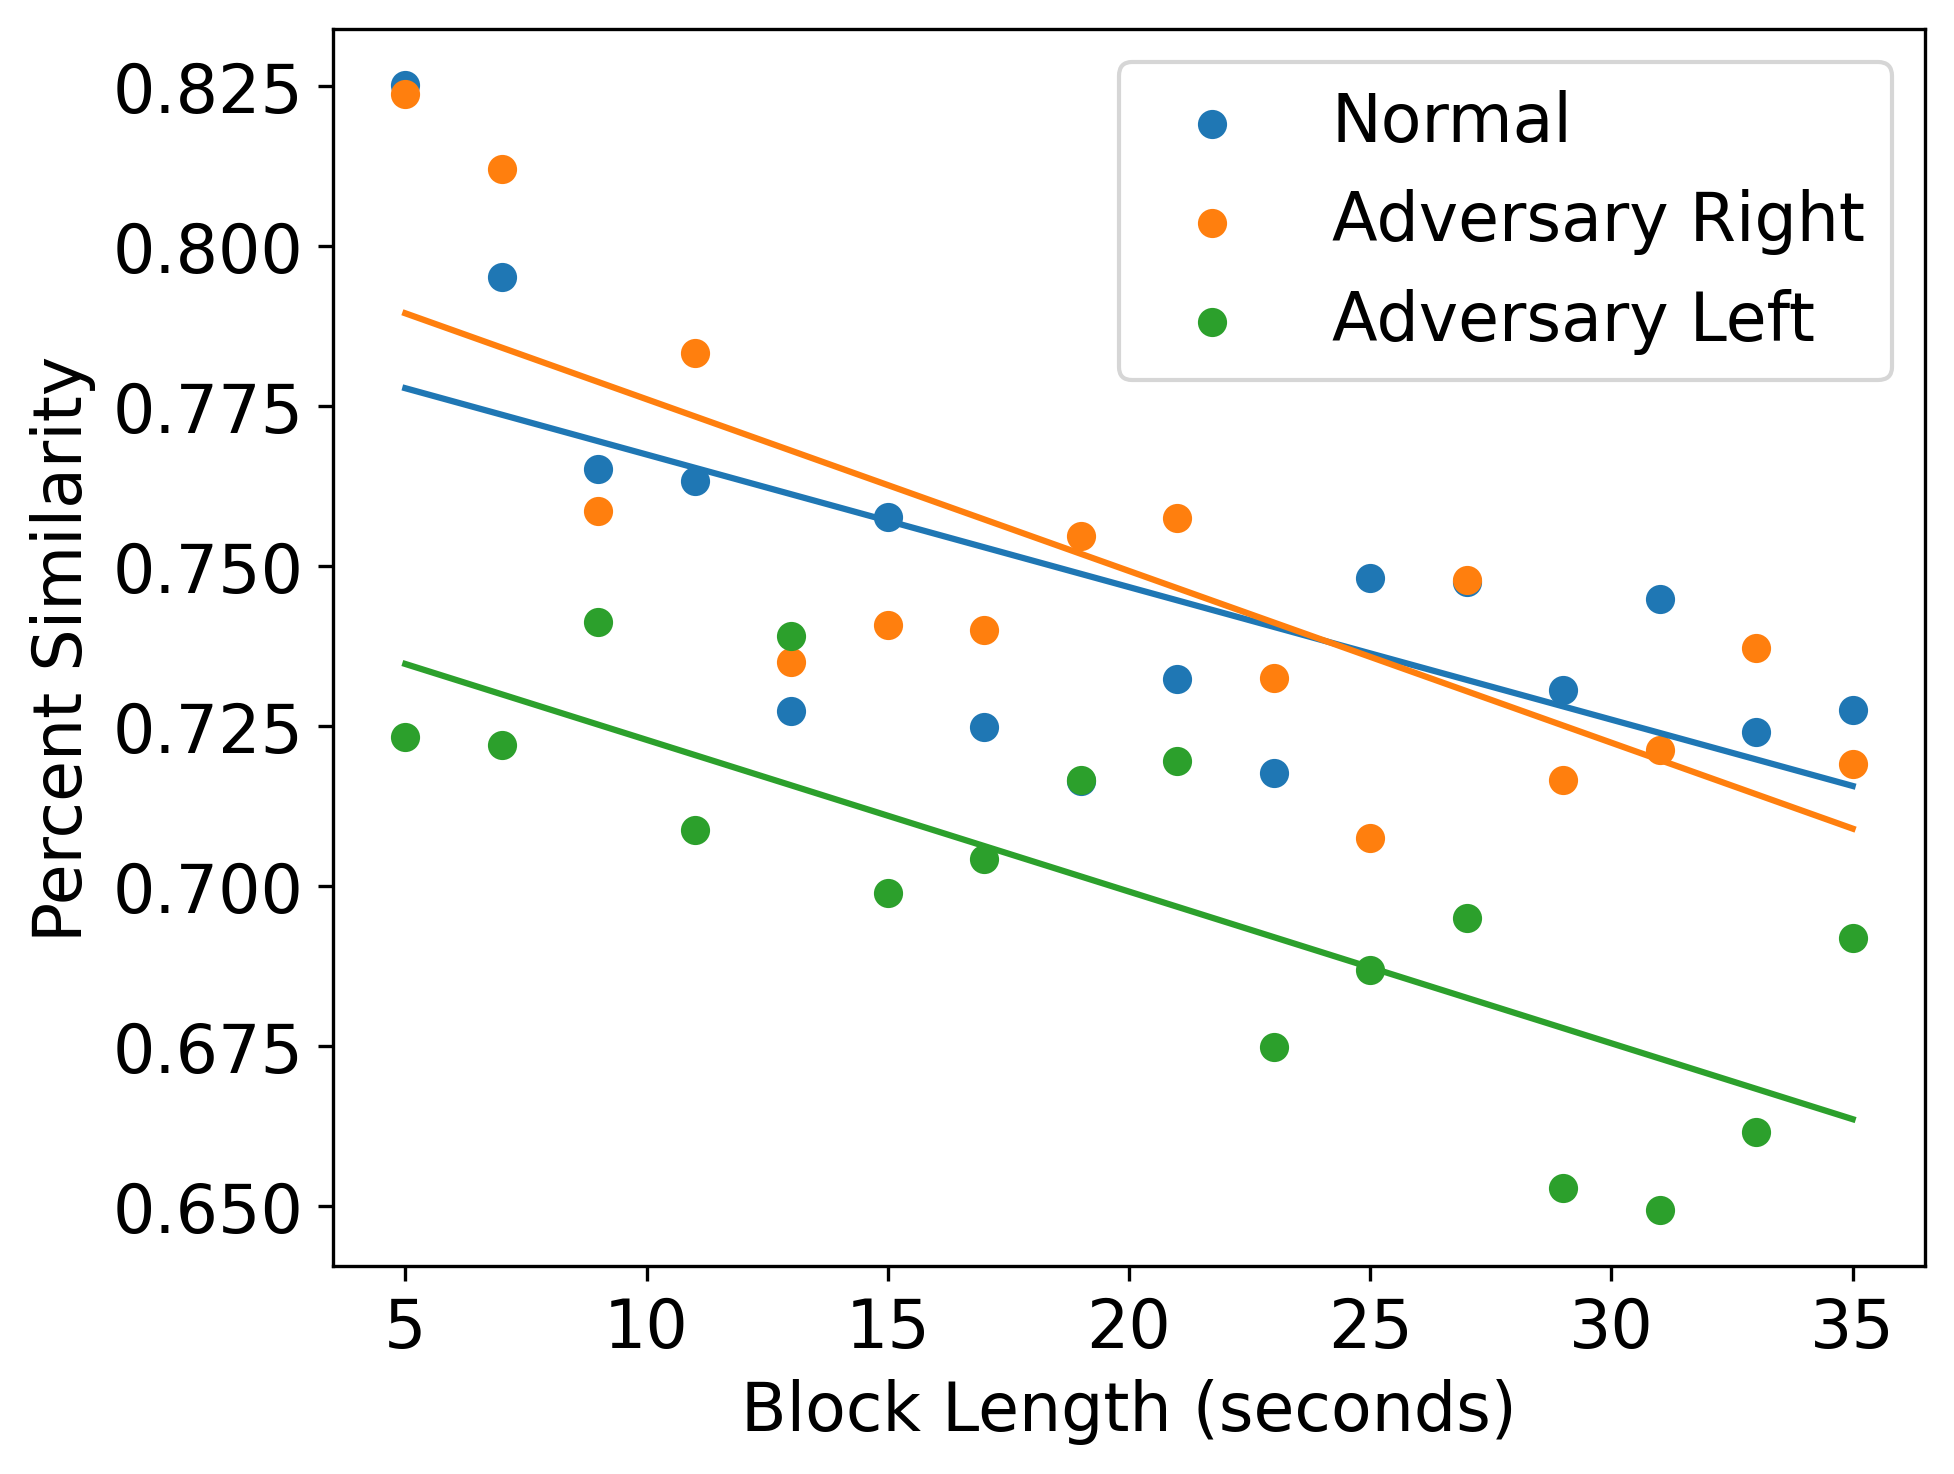 Normal
Adversary Right
Adversary Left
0.825
0.800
0.775
0.750
0.725
0.700
0.675
0.650
Percent Similarity
5 10 15 20 25 30 35
Block Length (seconds)